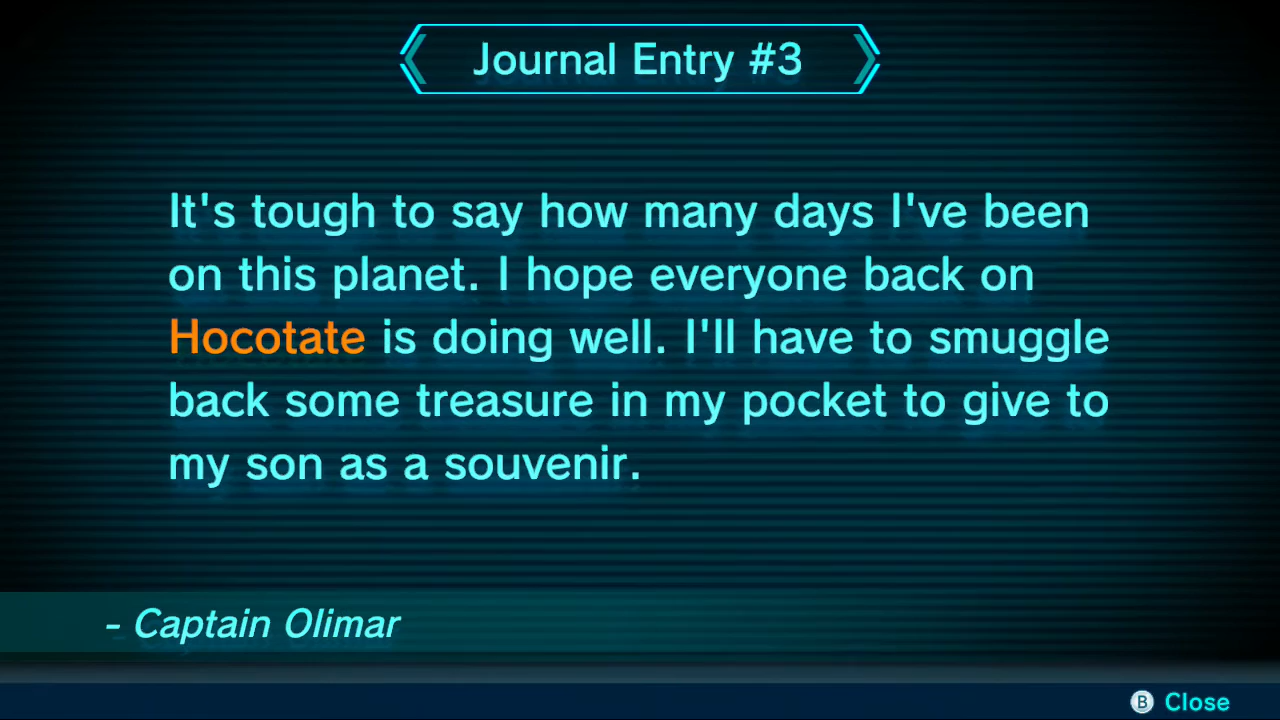 Journal Entry #3
It's tough to say how many days I've been
on this planet. I hope everyone back on
Hocotate is doing well. I'll have to smuggle
back some treasure in my pocket to give to
my son as a souvenir.
- Captain Olimar
B Close